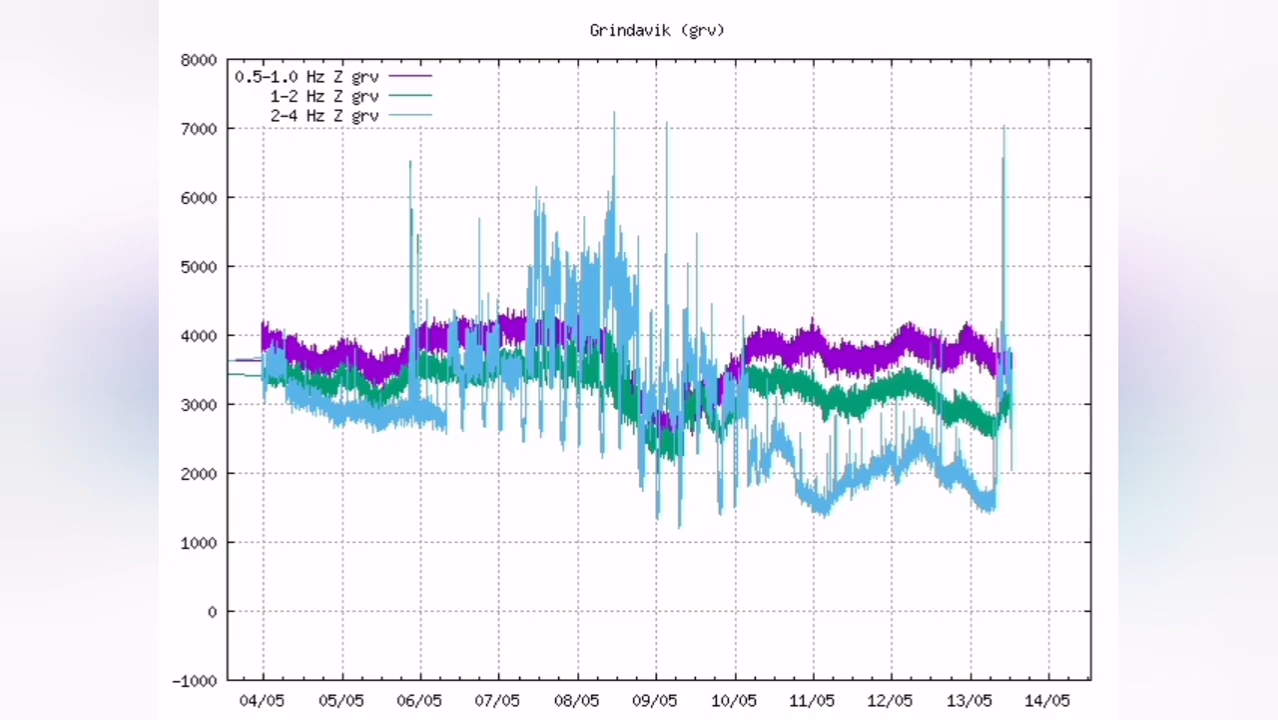 Grindavik (grv)
8000
7000
6000
5000
4000
3000
2000
1000
0
-1000
0.5-1.0 Hz Z grv
1-2 Hz Z grv
2-4 Hz Z grv
04/05 05/05 06/05 07/05 08/05 09/05 10/05 11/05 12/05 13/05 14/05